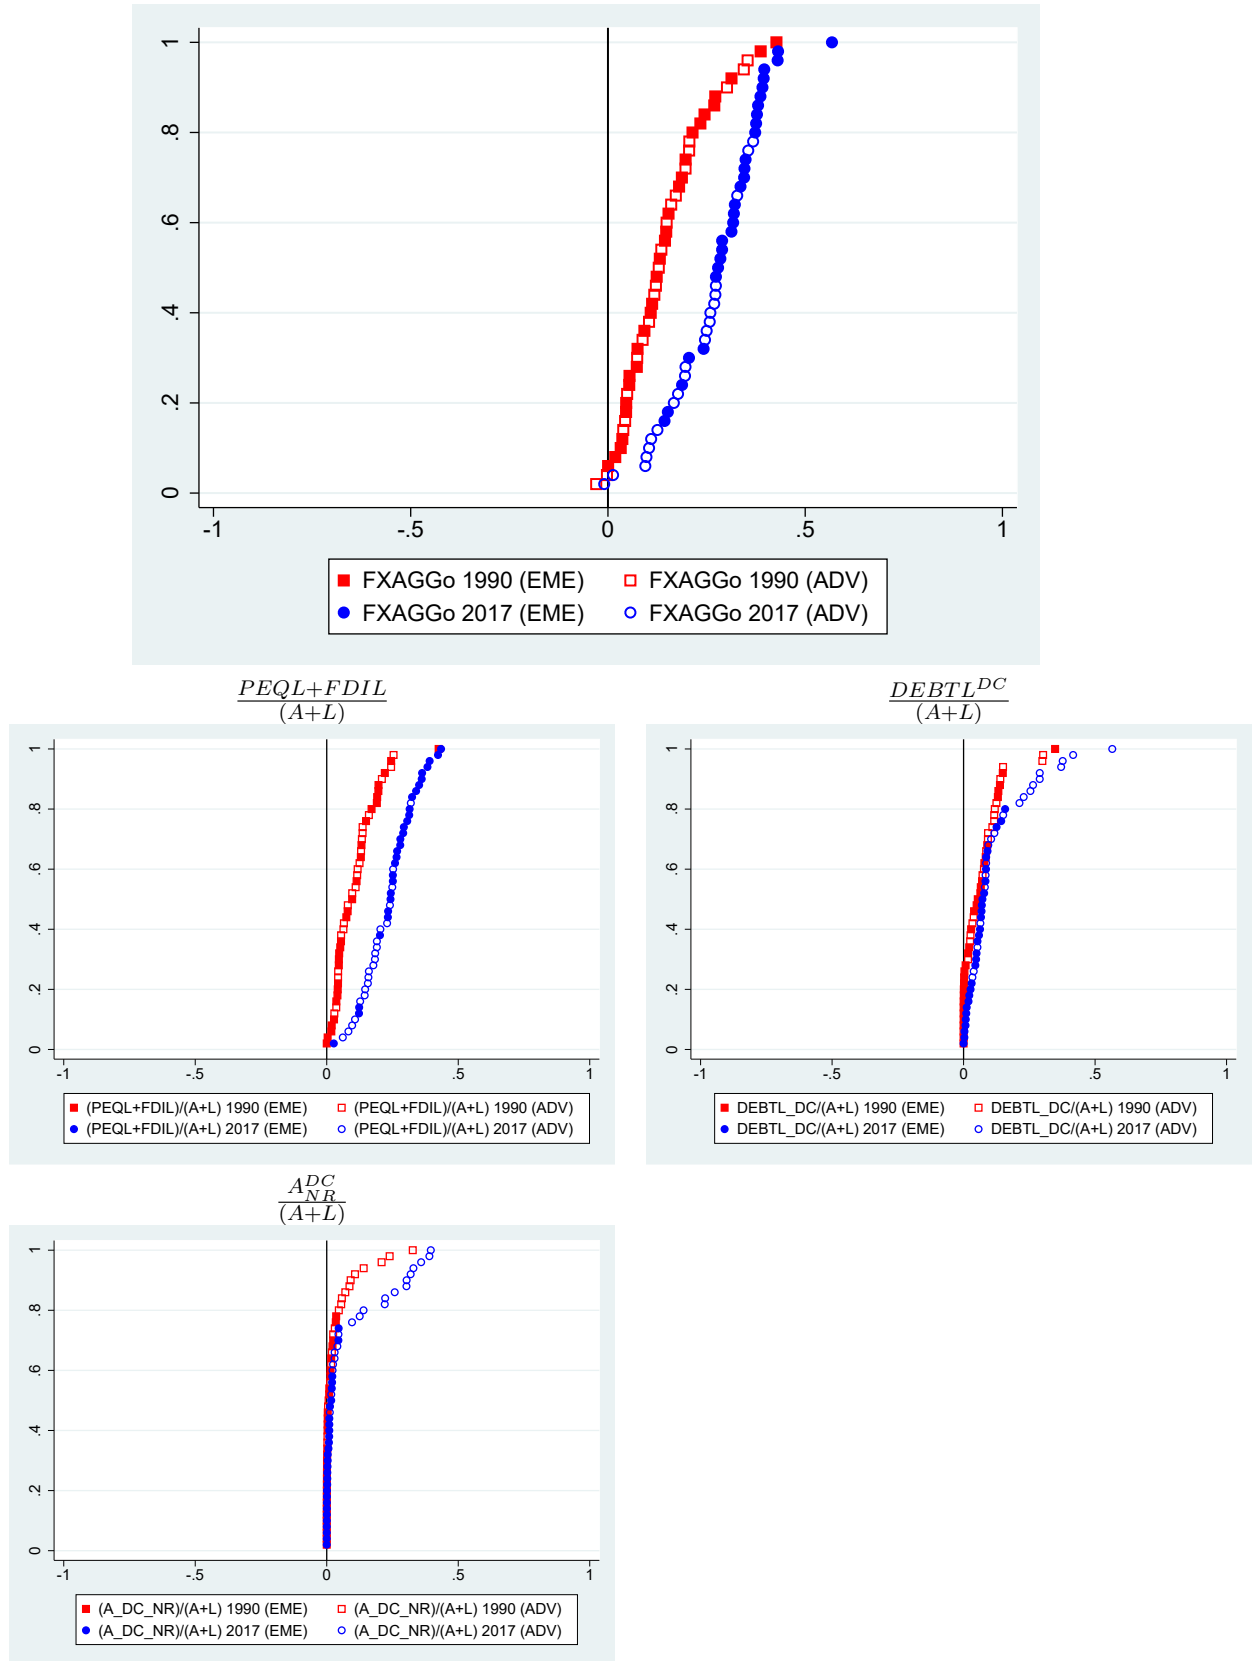 1
.8
.6
.4
.2
0
-1 -.5 0 .5 1
FXAGGo 1990 (EME) FXAGGo 1990 (ADV)
FXAGGo 2017 (EME) FXAGGo 2017 (ADV)
PEQL+FDIL
(A+L)
1
.8
.6
.4
.2
0
-1 -.5 0 .5 1
(PEQL+FDIL)/(A+L) 1990 (EME) (PEQL+FDIL)/(A+L) 1990 (ADV)
(PEQL+FDIL)/(A+L) 2017 (EME) (PEQL+FDIL)/(A+L) 2017 (ADV)
DEBTL^DC
(A+L)
1
.8
.6
.4
.2
0
-1 -.5 0 .5 1
DEBTL_DC/(A+L) 1990 (EME) DEBTL_DC/(A+L) 1990 (ADV)
DEBTL_DC/(A+L) 2017 (EME) DEBTL_DC/(A+L) 2017 (ADV)
A^DC_NR
(A+L)
1
.8
.6
.4
.2
0
-1 -.5 0 .5 1
(A_DC_NR)/(A+L) 1990 (EME) (A_DC_NR)/(A+L) 1990 (ADV)
(A_DC_NR)/(A+L) 2017 (EME) (A_DC_NR)/(A+L) 2017 (ADV)